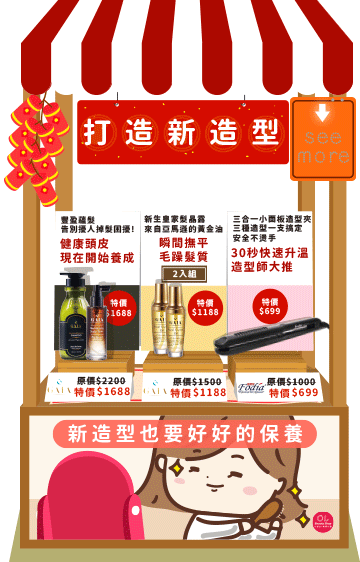 打造新造型
see
more
豐盈蘊髮
告別擾人掉髮困擾!
健康頭皮
現在開始養成
特價
$1688
新生皇家髮晶露
來自亞馬遜的黃金油
瞬間撫平
毛躁髮質
2入組
特價
$1188
三合一小面板造型夾
三種造型一支搞定
安全不燙手
30秒快速升溫
造型師大推
特價
$699
GAIA
原價$2200
特價$1688
GAIA
原價$1500
特價$1188
Fodia
原價$1000
特價$699
新造型也要好好的保養